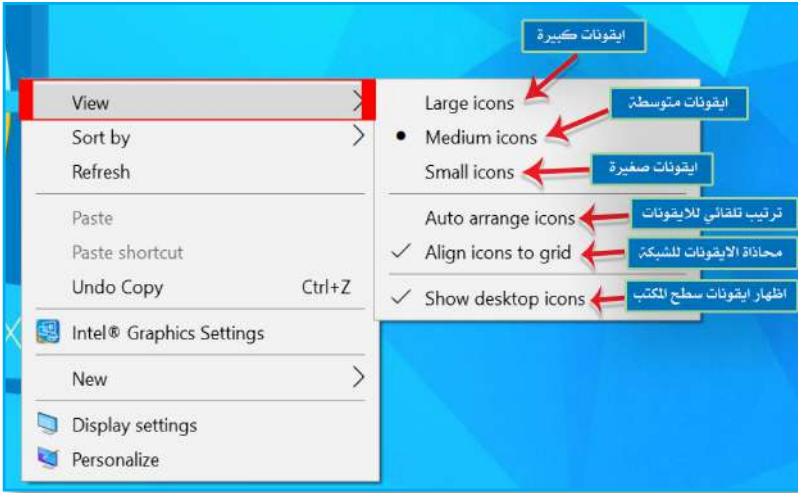 ايقونات كبيرة
View
Large icons
ايقونات متوسطة
Sort by
Medium icons
Refresh
Small icons
ايقونات صغيرة
Paste
Auto arrange icons
ترتيب تلقائي للايقونات
Paste shortcut
Align icons to grid
محاذاة الايقونات للشبكة
Undo Copy Ctrl+Z
Show desktop icons
اظهار ايقونات سطح المكتب
Intel® Graphics Settings
New
Display settings
Personalize